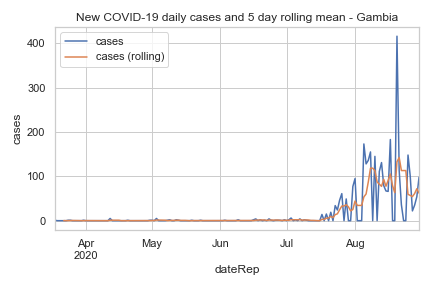 New COVID-19 daily cases and 5 day rolling mean - Gambia
cases
cases (rolling)
400
300
200
100
0
cases
Apr
2020
May
Jun
Jul
Aug
dateRep